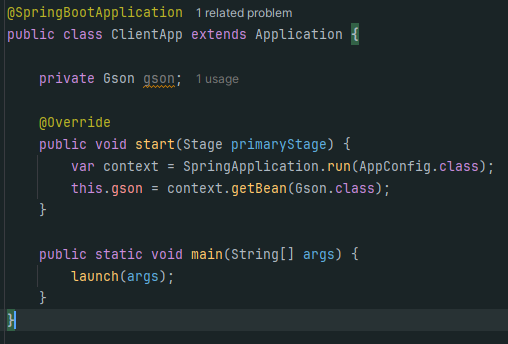 @SpringBootApplication 1 related problem
public class ClientApp extends Application {
private Gson gson; 1 usage
@Override
public void start(Stage primaryStage) {
var context = SpringApplication.run(AppConfig.class);
this.gson = context.getBean(Gson.class);
}
public static void main(String[] args) {
launch(args);
}
}